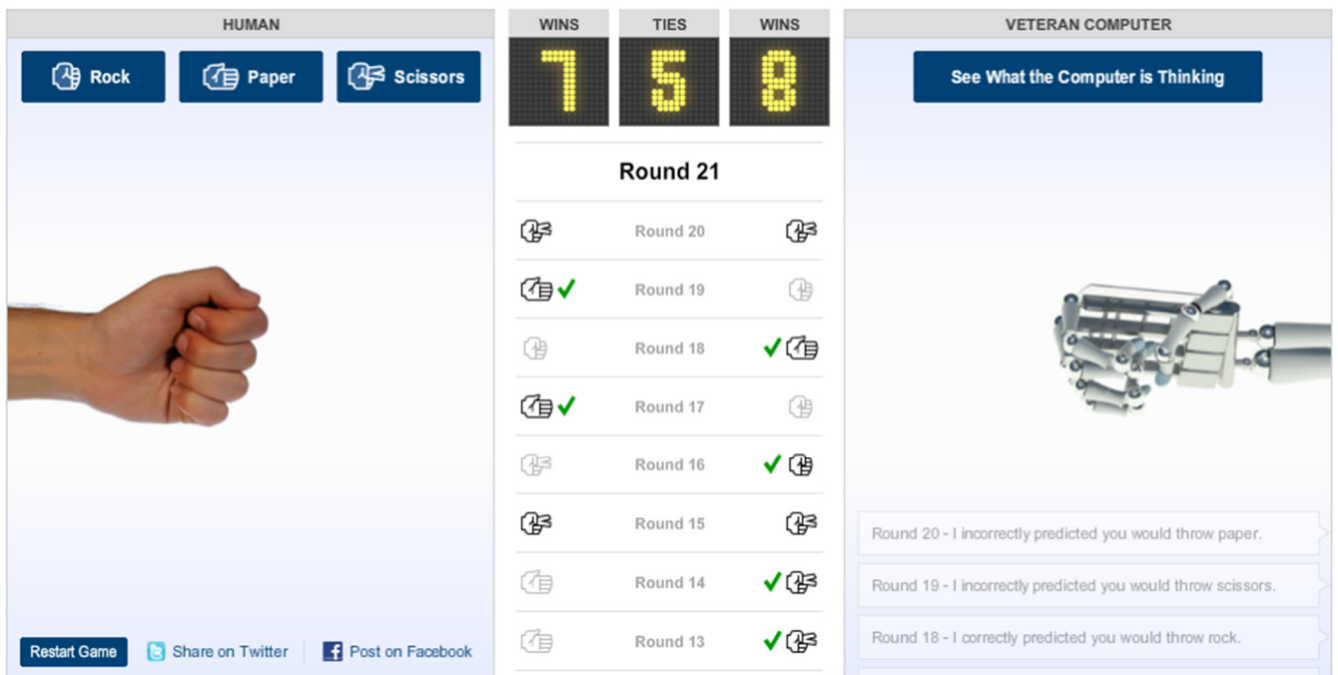 HUMAN
WINS TIES WINS
VETERAN COMPUTER
Rock Paper Scissors
7 5 8
See What the Computer is Thinking
Round 21
Round 20
Round 19
Round 18
Round 17
Round 16
Round 15
Round 14
Round 13
Round 20 - I incorrectly predicted you would throw paper.
Round 19 - I incorrectly predicted you would throw scissors.
Round 18 - I correctly predicted you would throw rock.
Restart Game Share on Twitter Post on Facebook